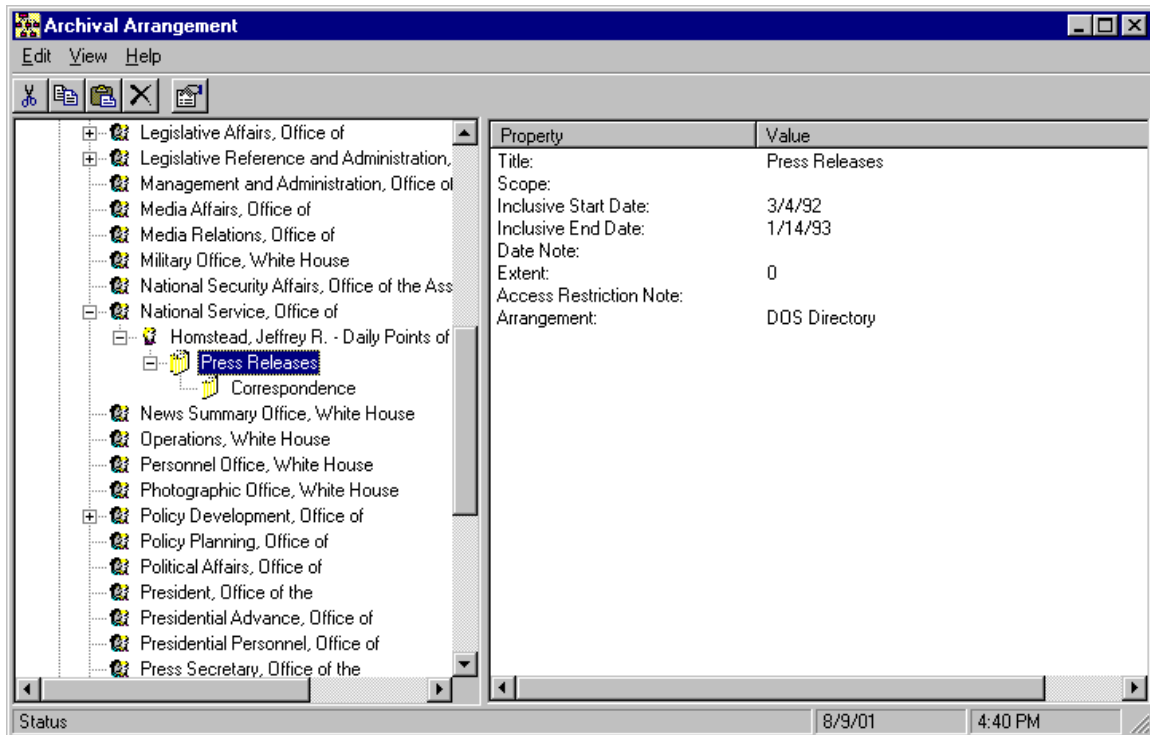 Archival Arrangement
Edit View Help
Legislative Affairs, Office of
Legislative Reference and Administration,
Management and Administration, Office of
Media Affairs, Office of
Media Relations, Office of
Military Office, White House
National Security Affairs, Office of the Ass
National Service, Office of
Homstead, Jeffrey R. - Daily Points of
Press Releases
Correspondence
News Summary Office, White House
Operations, White House
Personnel Office, White House
Photographic Office, White House
Policy Development, Office of
Policy Planning, Office of
Political Affairs, Office of
President, Office of the
Presidential Advance, Office of
Presidential Personnel, Office of
Press Secretary, Office of the
Property Value
Title: Press Releases
Scope:
Inclusive Start Date: 3/4/92
Inclusive End Date: 1/14/93
Date Note:
Extent: 0
Access Restriction Note:
Arrangement: DOS Directory
Status 8/9/01 4:40 PM